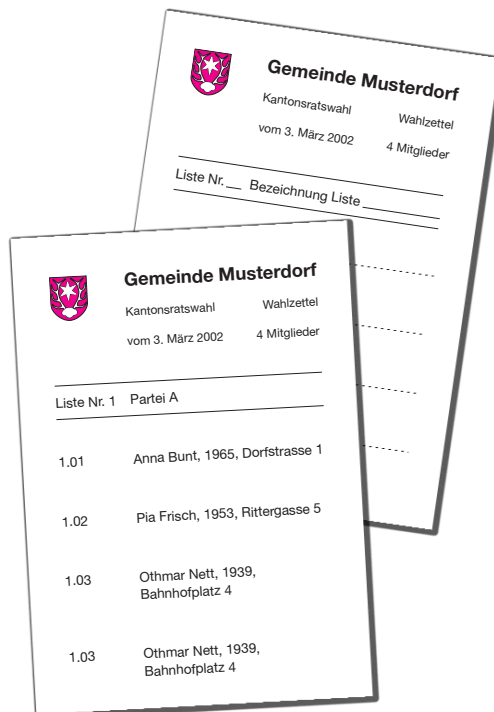 Gemeinde Musterdorf
Kantonsratswahl Wahlzettel
vom 3. März 2002 4 Mitglieder
Liste Nr. __ Bezeichnung Liste __________
Gemeinde Musterdorf
Kantonsratswahl Wahlzettel
vom 3. März 2002 4 Mitglieder
Liste Nr. 1 Partei A
1.01 Anna Bunt, 1965, Dorfstrasse 1
1.02 Pia Frisch, 1953, Rittergasse 5
1.03 Othmar Nett, 1939,
Bahnhofplatz 4
1.03 Othmar Nett, 1939,
Bahnhofplatz 4